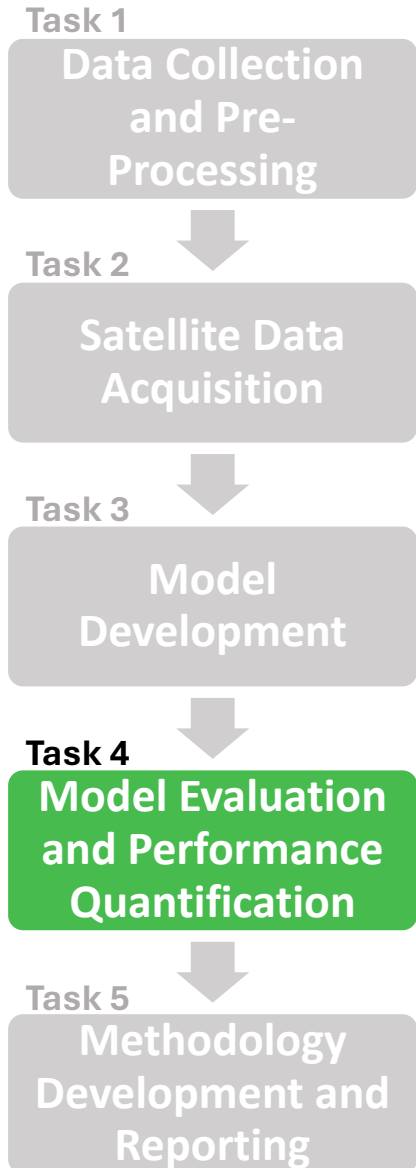 Task 1
Data Collection
and Pre-
Processing
Task 2
Satellite Data
Acquisition
Task 3
Model
Development
Task 4
Model Evaluation
and Performance
Quantification
Task 5
Methodology
Development and
Reporting